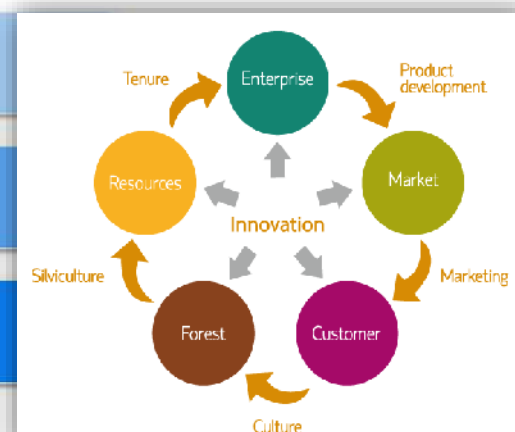 Enterprise
Product
development
Tenure
Resources
Market
Innovation
Silviculture
Marketing
Forest
Customer
Culture